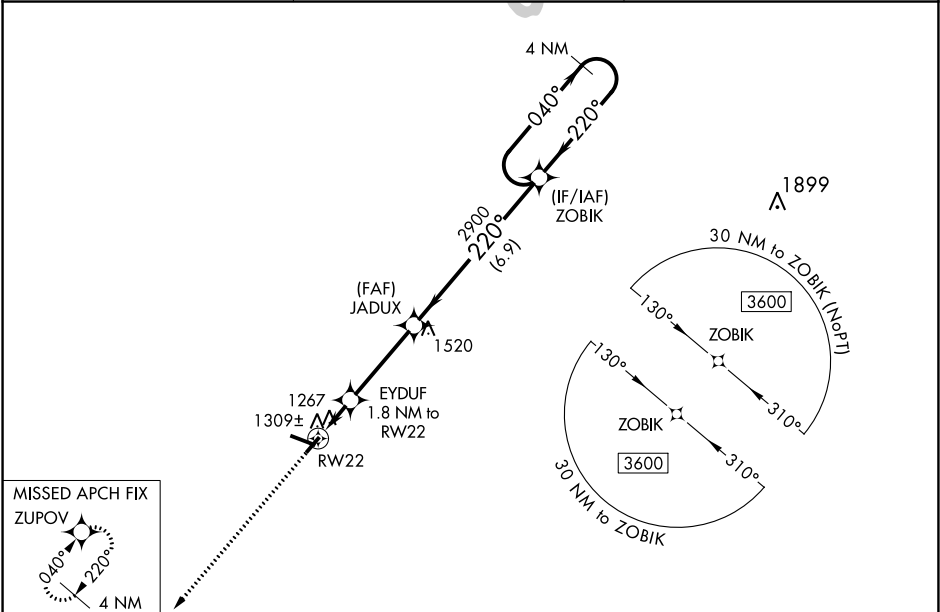 4 NM
040°
220°
(IF/IAF)
ZOBIK
1899
2900
220°
(6.9)
30 NM to ZOBIK (NoPT)
3600
130°
ZOBIK
310°
(FAF)
JADUX
1520
130°
ZOBIK
3600
310°
30 NM to ZOBIK
EYDUF
1.8 NM to
RW22
1267
1309±
RW22
MISSED APCH FIX
ZUPOV
040°
220°
4 NM